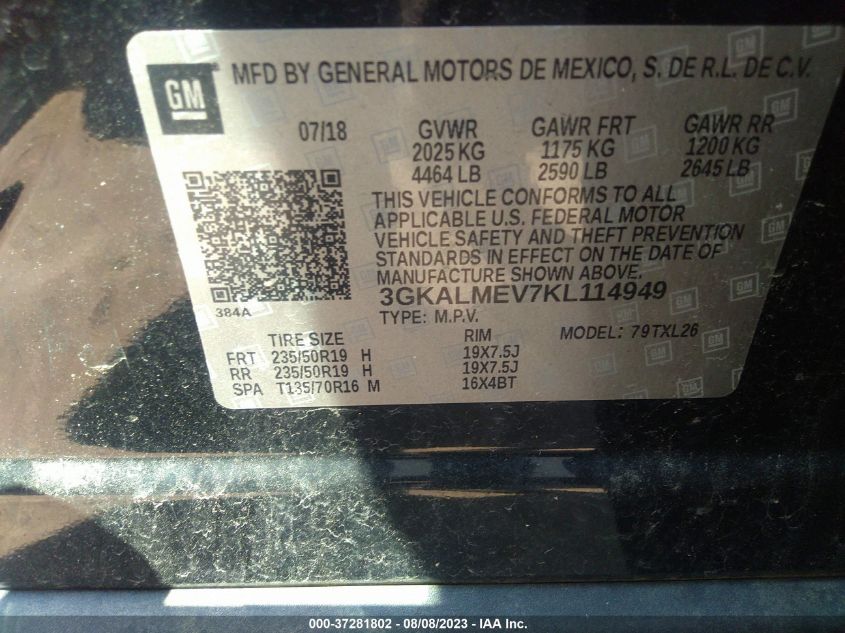 GM
MFD BY GENERAL MOTORS DE MEXICO, S. DE R.L. DE C.V.
07/18 GVWR GAWR FRT GAWR RR
2025 KG 1175 KG 1200 KG
4464 LB 2590 LB 2645 LB
THIS VEHICLE CONFORMS TO ALL
APPLICABLE U.S. FEDERAL MOTOR
VEHICLE SAFETY AND THEFT PREVENTION
STANDARDS IN EFFECT ON THE DATE OF
MANUFACTURE SHOWN ABOVE.
384A
3GKALMEV7KL114949
TYPE: M.P.V. MODEL: 79TXL26
TIRE SIZE RIM
FRT 235/50R19 H 19X7.5J
RR 235/50R19 H 19X7.5J
SPA T135/70R16 M 16X4BT
000-37281802 - 08/08/2023 - IAA Inc.